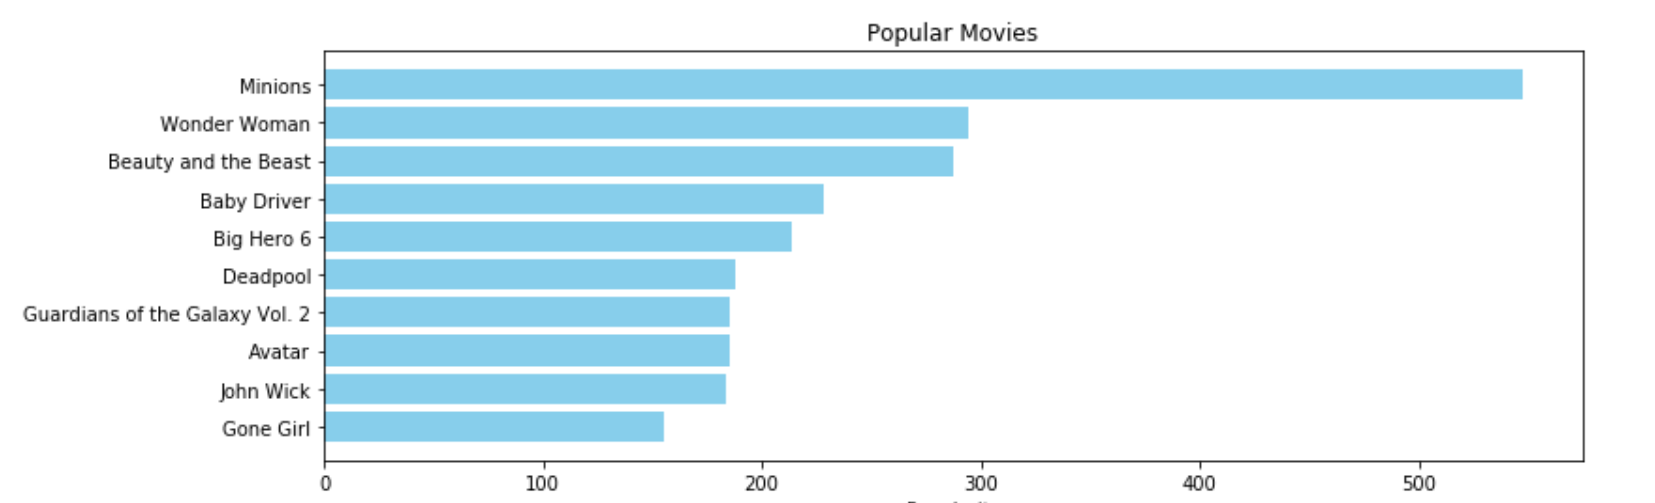 Popular Movies
Minions
Wonder Woman
Beauty and the Beast
Baby Driver
Big Hero 6
Deadpool
Guardians of the Galaxy Vol. 2
Avatar
John Wick
Gone Girl
0 100 200 300 400 500